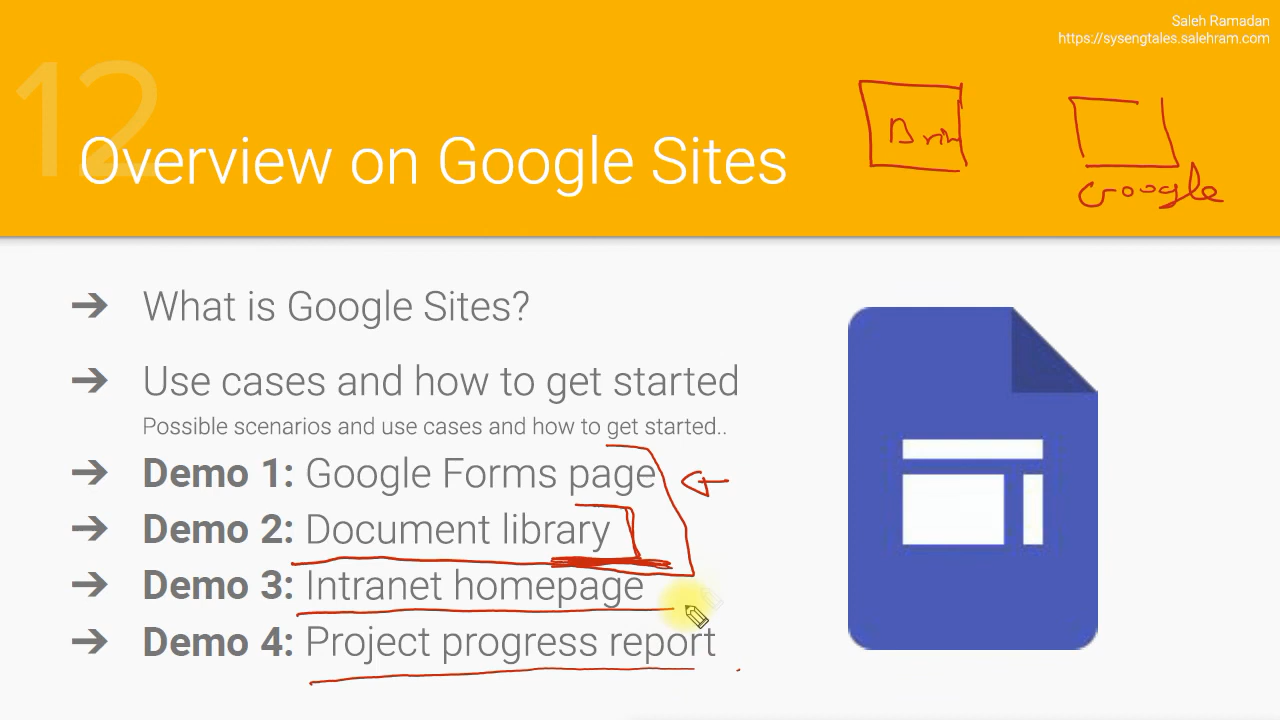 Saleh Ramadan
https://sysengtales.salehram.com
12
Overview on Google Sites
Google
➔ What is Google Sites?
➔ Use cases and how to get started
Possible scenarios and use cases and how to get started..
➔ Demo 1: Google Forms page
➔ Demo 2: Document library
➔ Demo 3: Intranet homepage
➔ Demo 4: Project progress report